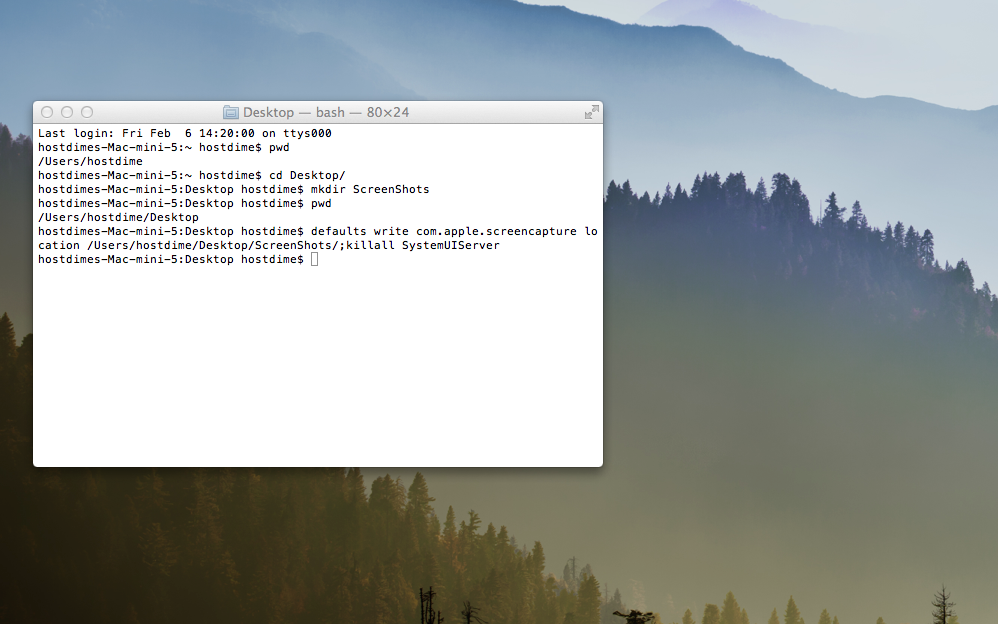 Desktop — bash — 80×24
Last login: Fri Feb  6 14:20:00 on ttys000
hostdimes-Mac-mini-5:~ hostdime$ pwd
/Users/hostdime
hostdimes-Mac-mini-5:~ hostdime$ cd Desktop/
hostdimes-Mac-mini-5:Desktop hostdime$ mkdir ScreenShots
hostdimes-Mac-mini-5:Desktop hostdime$ pwd
/Users/hostdime/Desktop
hostdimes-Mac-mini-5:Desktop hostdime$ defaults write com.apple.screencapture lo
cation /Users/hostdime/Desktop/ScreenShots/;killall SystemUIServer
hostdimes-Mac-mini-5:Desktop hostdime$